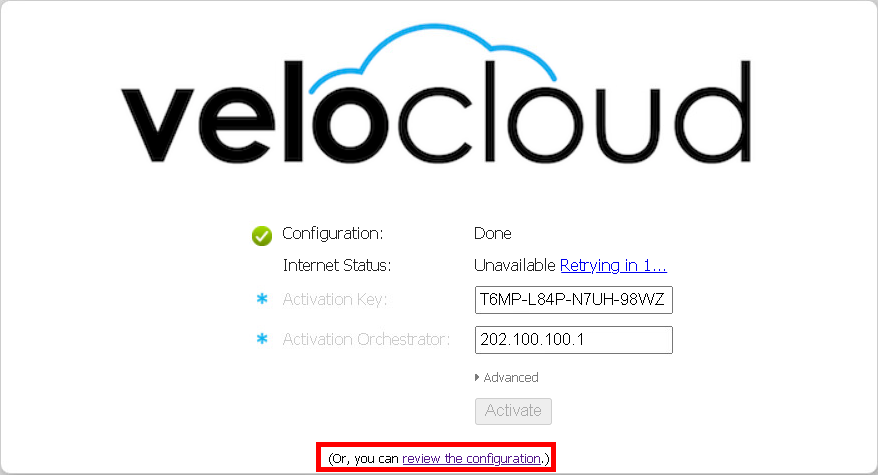 velocloud
Configuration: Done
Internet Status: Unavailable Retrying in 1...
* Activation Key: T6MP-L84P-N7UH-98WZ
* Activation Orchestrator: 202.100.100.1
Advanced
Activate
(Or, you can review the configuration.)